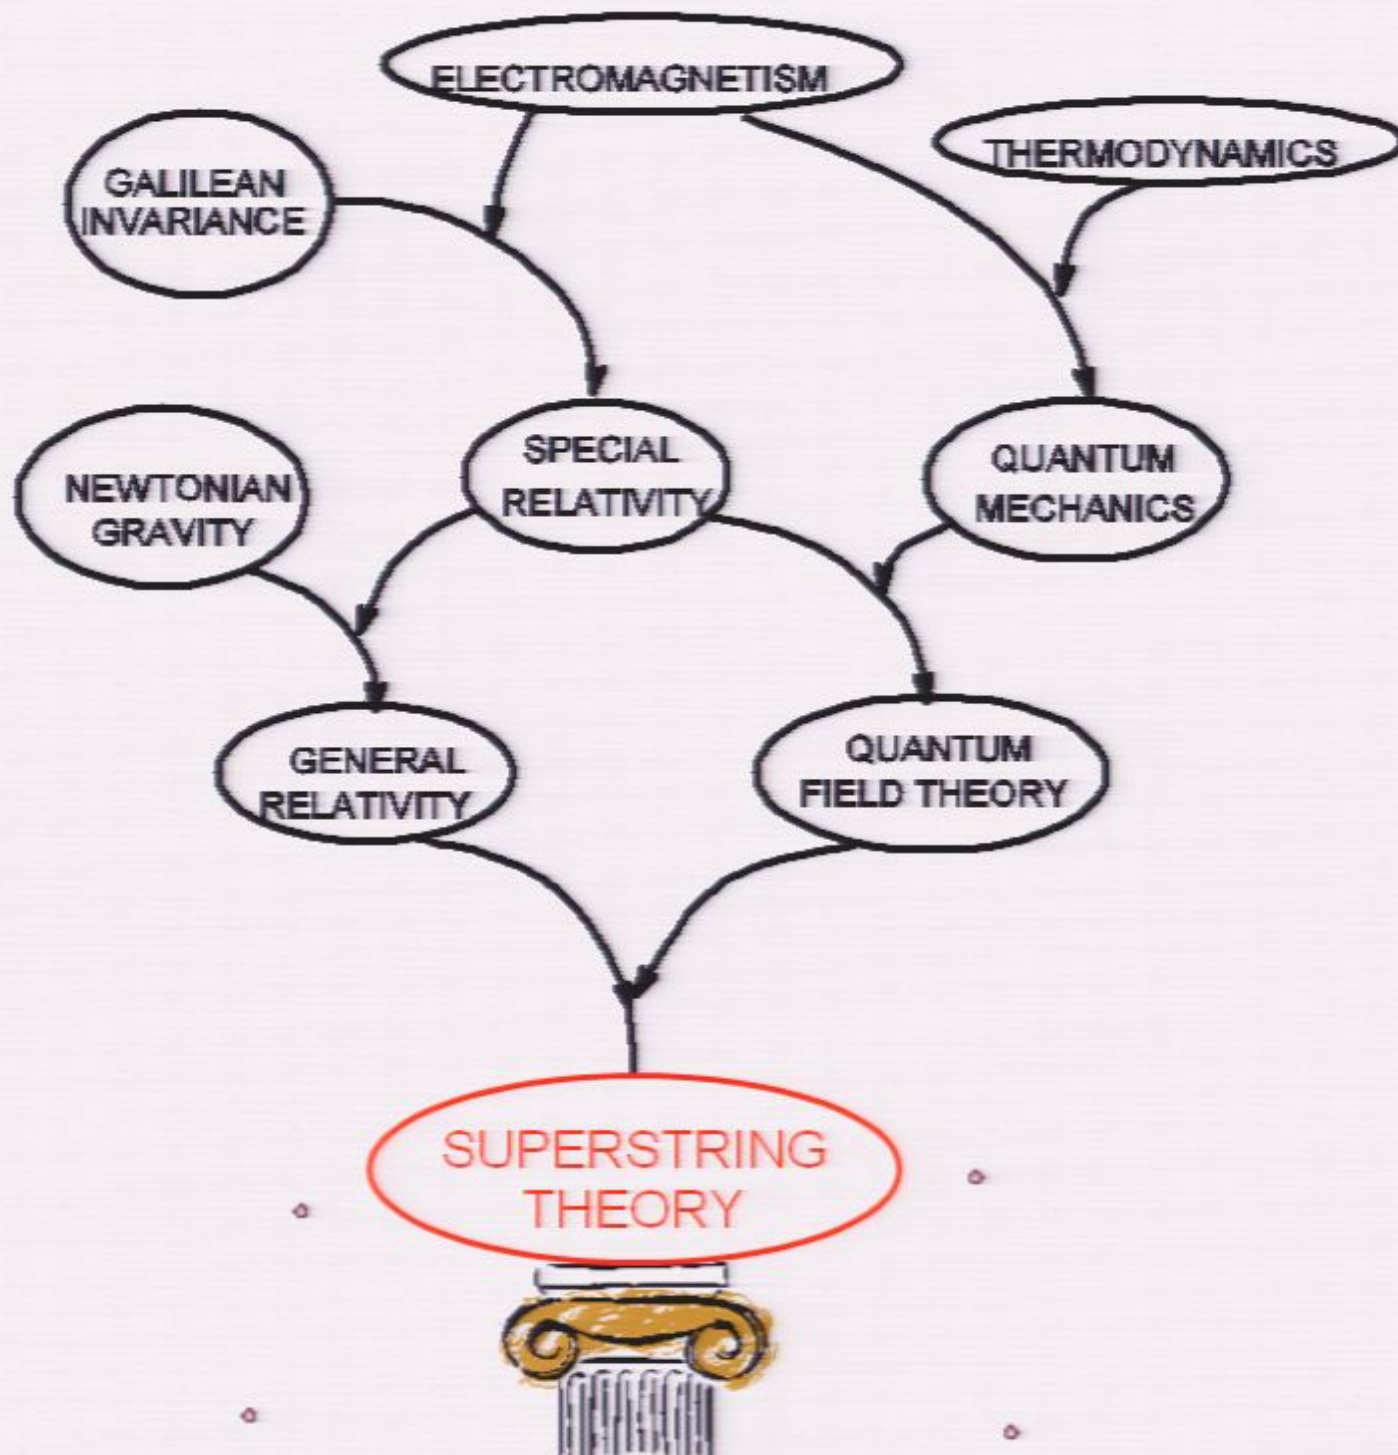 ELECTROMAGNETISM
THERMODYNAMICS
GALILEAN
INVARIANCE
NEWTONIAN
GRAVITY
SPECIAL
RELATIVITY
QUANTUM
MECHANICS
GENERAL
RELATIVITY
QUANTUM
FIELD THEORY
SUPERSTRING
THEORY